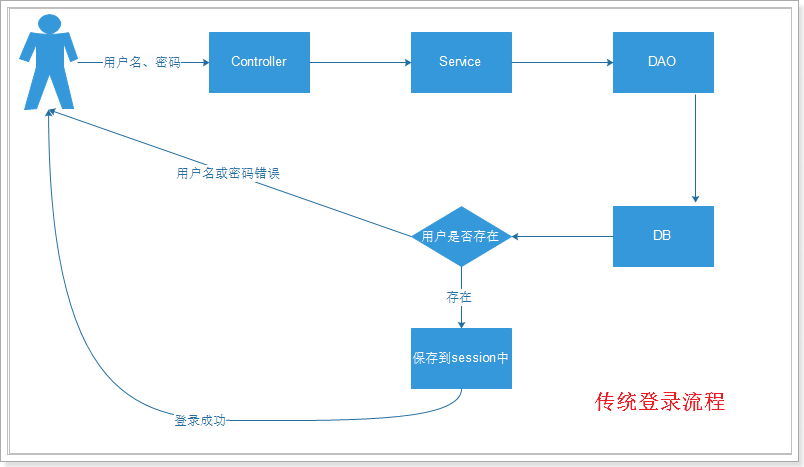 用户名、密码
Controller
Service
DAO
用户名或密码错误
用户是否存在
DB
存在
保存到session中
传统登录流程
登录成功